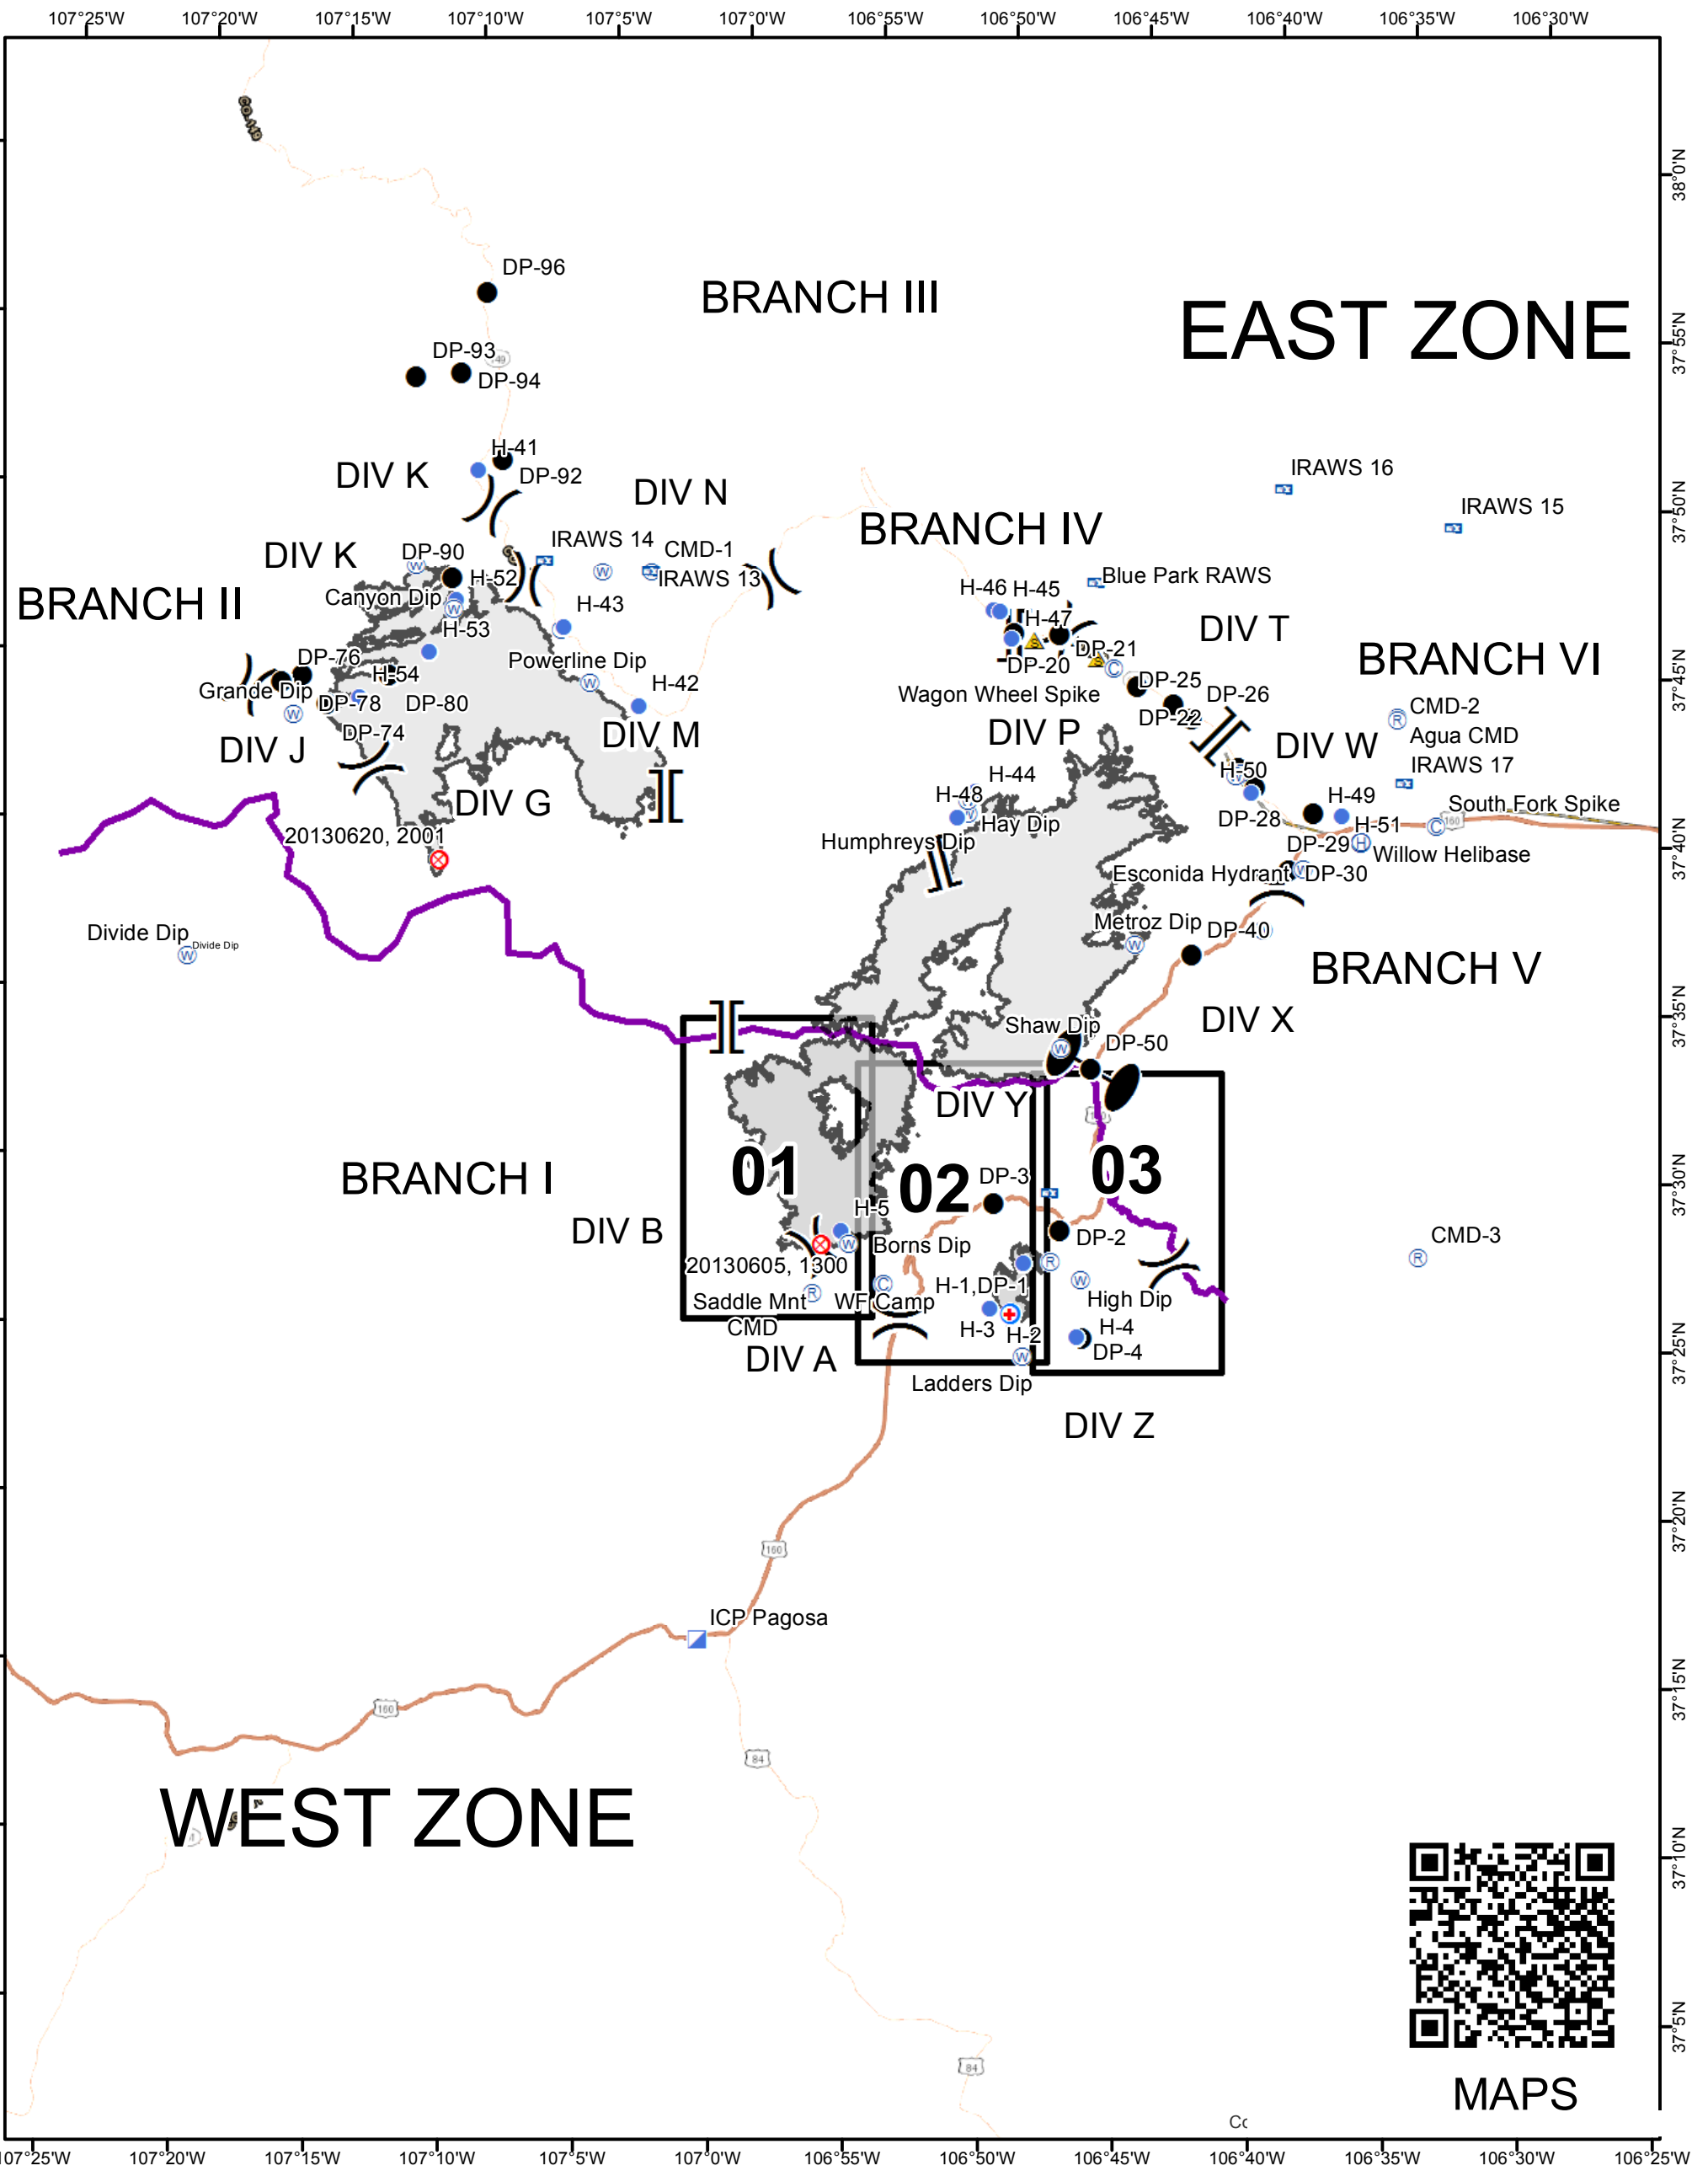 107°25'W 107°20'W 107°15'W 107°10'W 107°5'W 107°0'W 106°55'W 106°50'W 106°45'W 106°40'W 106°35'W 106°30'W
38°0'N
DP-96
BRANCH III
EAST ZONE
37°55'N
DP-93
149
DP-94
H-41
DP-92
DIV K
DIV N
IRAWS 16
IRAWS 15
37°50'N
BRANCH IV
DIV K
DP-90
IRAWS 14
CMD-1
IRAWS 13
H-52
Blue Park RAWS
BRANCH II
Canyon Dip
H-43
H-46 H-45
H-47
DIV T
H-53
DP-21
DP-20
BRANCH VI
DP-76
H-54
Powerline Dip
37°45'N
Grande Dip
DP-78
DP-80
H-42
Wagon Wheel Spike
DP-25
DP-26
DP-22
CMD-2
Agua CMD
DP-74
DIV J
DIV M
DIV P
DIV W
IRAWS 17
H-50
H-44
H-48
DIV G
H-49
South Fork Spike
160
Hay Dip
DP-28
H-51
20130620, 2001
Humphreys Dip
DP-29
Willow Helibase
37°40'N
Esconida Hydrant
DP-30
Divide Dip
Divide Dip
Metroz Dip
DP-40
BRANCH V
37°35'N
Shaw Dip
DIV X
DP-50
DIV Y
01
02
03
BRANCH I
DP-3
37°30'N
H-5
DIV B
DP-2
CMD-3
Borns Dip
20130605, 1300
H-1,DP-1
Saddle Mnt
CMD
WF Camp
High Dip
H-3
H-2
H-4
DP-4
DIV A
37°25'N
Ladders Dip
DIV Z
37°20'N
160
ICP Pagosa
37°15'N
160
84
WEST ZONE
37°10'N
37°5'N
84
MAPS
107°20'W 107°15'W 107°10'W 107°5'W 107°0'W 106°55'W 106°50'W 106°45'W 106°40'W 106°35'W 106°30'W 106°25'W